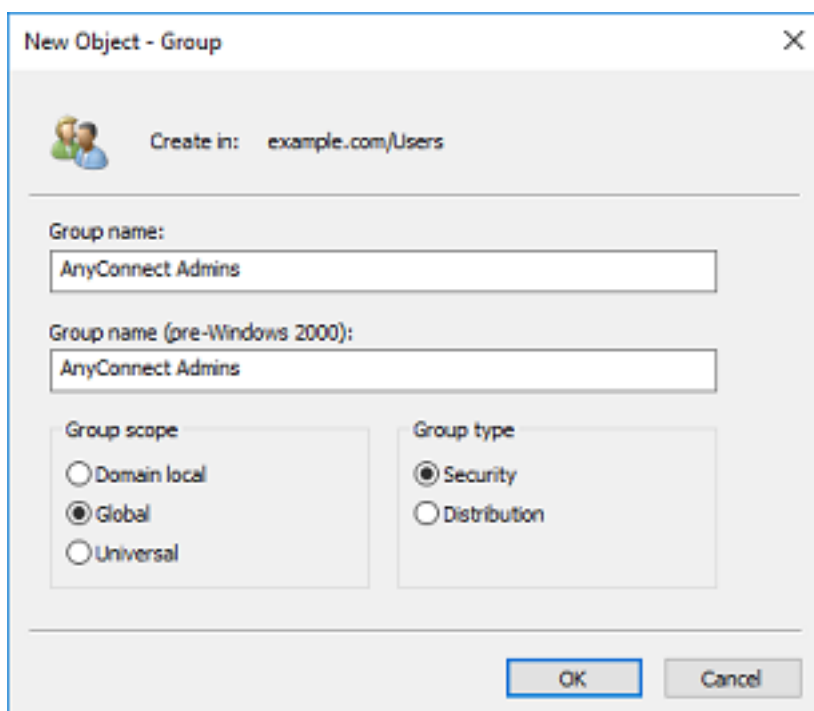 New Object - Group
Create in: example.com/Users
Group name:
AnyConnect Admins
Group name (pre-Windows 2000):
AnyConnect Admins
Group scope
Domain local
Global
Universal
Group type
Security
Distribution
OK
Cancel